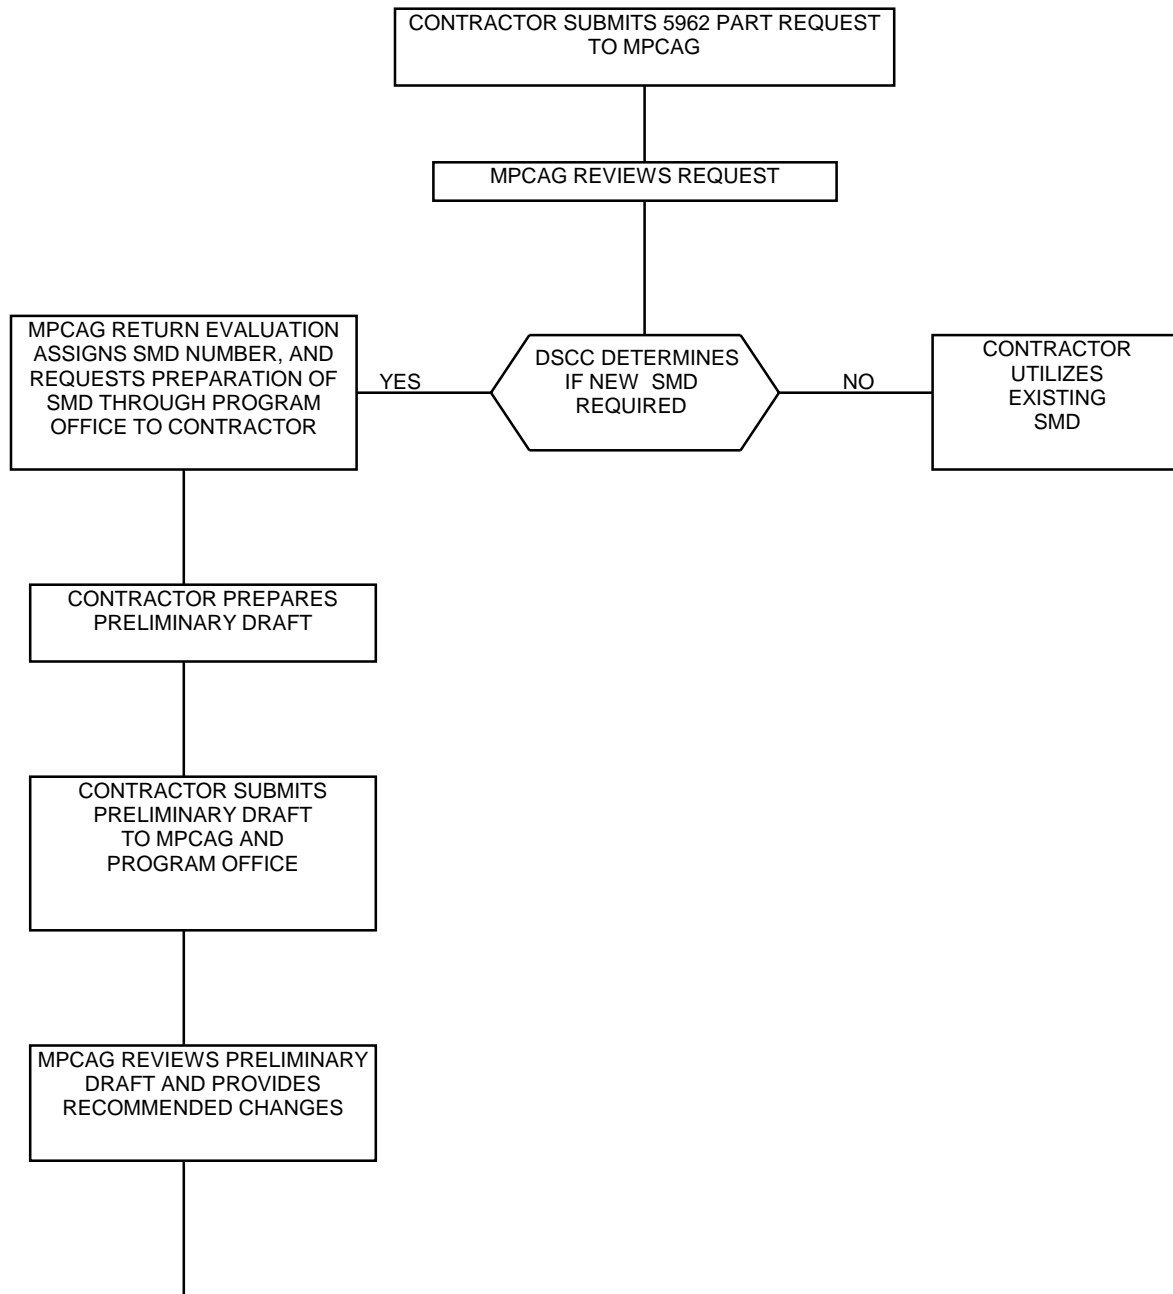 CONTRACTOR SUBMITS 5962 PART REQUEST
TO MPCAG
MPCAG REVIEWS REQUEST
MPCAG RETURN EVALUATION
ASSIGNS SMD NUMBER, AND
REQUESTS PREPARATION OF
SMD THROUGH PROGRAM
OFFICE TO CONTRACTOR
YES
DSCC DETERMINES
IF NEW SMD
REQUIRED
NO
CONTRACTOR
UTILIZES
EXISTING
SMD
CONTRACTOR PREPARES
PRELIMINARY DRAFT
CONTRACTOR SUBMITS
PRELIMINARY DRAFT
TO MPCAG AND
PROGRAM OFFICE
MPCAG REVIEWS PRELIMINARY
DRAFT AND PROVIDES
RECOMMENDED CHANGES